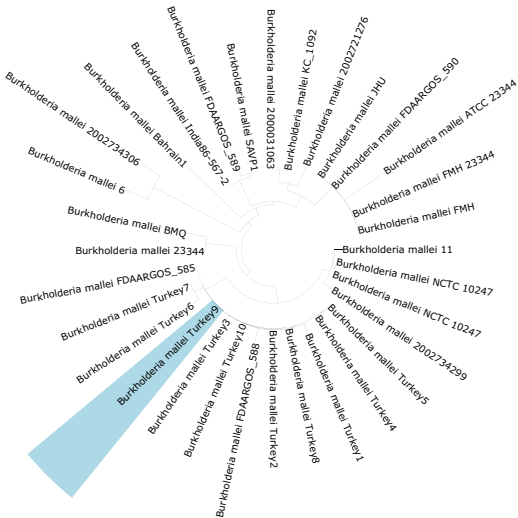 Burkholderia mallei 2000031063
Burkholderia mallei KC_1092
Burkholderia mallei 2002721276
Burkholderia mallei JHU
Burkholderia mallei FDAARGOS_590
Burkholderia mallei ATCC 23344
Burkholderia mallei FMH 23344
Burkholderia mallei FMH
Burkholderia mallei 11
Burkholderia mallei NCTC 10247
Burkholderia mallei NCTC 10247
Burkholderia mallei 2002734299
Burkholderia mallei Turkey5
Burkholderia mallei Turkey4
Burkholderia mallei Turkey1
Burkholderia mallei Turkey8
Burkholderia mallei Turkey2
Burkholderia mallei FDAARGOS_588
Burkholderia mallei Turkey10
Burkholderia mallei Turkey3
Burkholderia mallei Turkey9
Burkholderia mallei Turkey6
Burkholderia mallei Turkey7
Burkholderia mallei FDAARGOS_585
Burkholderia mallei 23344
Burkholderia mallei BMQ
Burkholderia mallei 6
Burkholderia mallei 2002734306
Burkholderia mallei Bahrain1
Burkholderia mallei India86-567-2
Burkholderia mallei FDAARGOS_589
Burkholderia mallei SAVP1